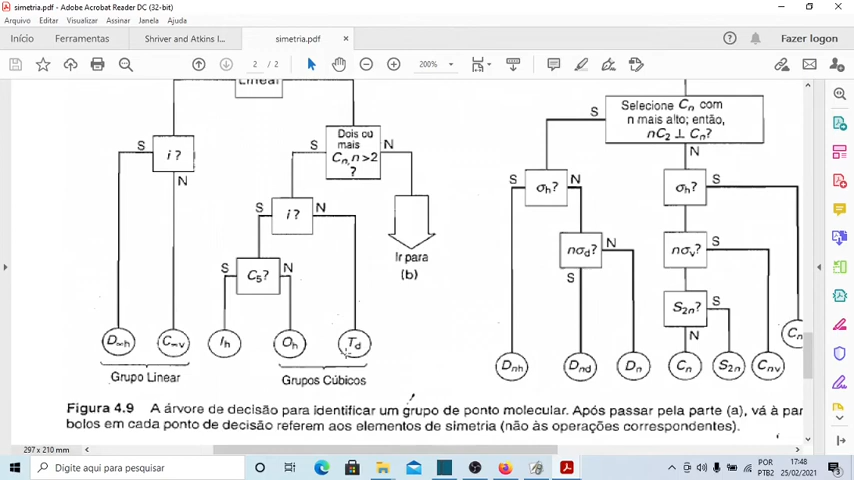 simetria.pdf - Adobe Acrobat Reader DC (32-bit)
Arquivo Editar Visualizar Assinar Janela Ajuda
Início Ferramentas Shriver and Atkins I... simetria.pdf × Fazer logon
2 / 2 200%
Linear
Selecione Cn com
n mais alto; então,
nC2 ⊥ Cn?
S
N
Dois ou
mais
Cn, n > 2
?
S
N
i?
S
N
i?
S
N
σh?
S
N
σh?
S
Ir para
(b)
nσd?
N
S
nσv?
S
C5?
S
N
S2n?
S
N
D∞h C∞v Ih Oh Td
Dnh Dnd Dn Cn S2n Cnv Cn
Grupo Linear Grupos Cúbicos
Figura 4.9 A árvore de decisão para identificar um grupo de ponto molecular. Após passar pela parte (a), vá à par
bolos em cada ponto de decisão referem aos elementos de simetria (não às operações correspondentes).
297 x 210 mm
Digite aqui para pesquisar
POR
PTB2
17:48
25/02/2021
3